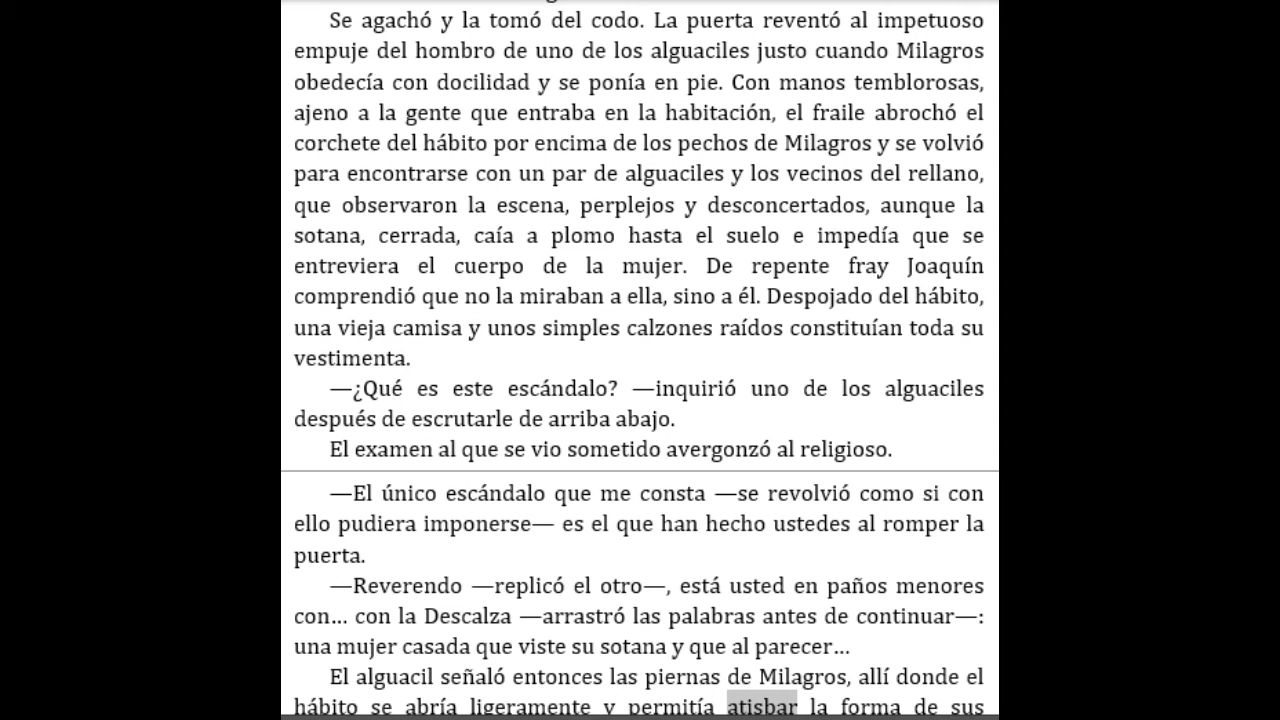 Se agachó y la tomó del codo. La puerta reventó al impetuoso
empuje del hombro de uno de los alguaciles justo cuando Milagros
obedecía con docilidad y se ponía en pie. Con manos temblorosas,
ajeno a la gente que entraba en la habitación, el fraile abrochó el
corchete del hábito por encima de los pechos de Milagros y se volvió
para encontrarse con un par de alguaciles y los vecinos del rellano,
que observaron la escena, perplejos y desconcertados, aunque la
sotana, cerrada, caía a plomo hasta el suelo e impedía que se
entreviera el cuerpo de la mujer. De repente fray Joaquín
comprendió que no la miraban a ella, sino a él. Despojado del hábito,
una vieja camisa y unos simples calzones raídos constituían toda su
vestimenta.
—¿Qué es este escándalo? —inquirió uno de los alguaciles
después de escrutarle de arriba abajo.
El examen al que se vio sometido avergonzó al religioso.
—El único escándalo que me consta —se revolvió como si con
ello pudiera imponerse— es el que han hecho ustedes al romper la
puerta.
—Reverendo —replicó el otro—, está usted en paños menores
con... con la Descalza —arrastró las palabras antes de continuar—:
una mujer casada que viste su sotana y que al parecer...
El alguacil señaló entonces las piernas de Milagros, allí donde el
hábito se abría ligeramente y permitía atisbar la forma de sus